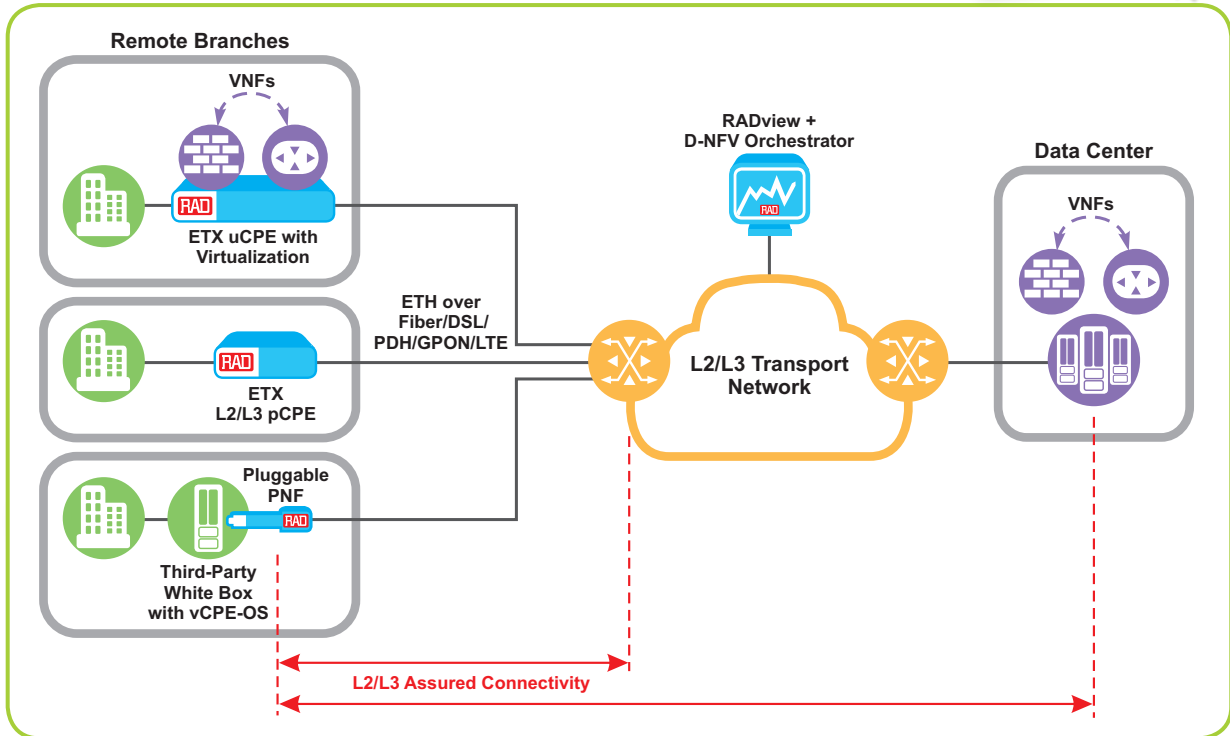 Remote Branches
VNFs
RAD
ETX uCPE with
Virtualization
RAD
ETX
L2/L3 pCPE
Pluggable
PNF
RAD
Third-Party
White Box
with vCPE-OS
ETH over
Fiber/DSL/
PDH/GPON/LTE
RADview +
D-NFV Orchestrator
RAD
L2/L3 Transport
Network
Data Center
VNFs
L2/L3 Assured Connectivity